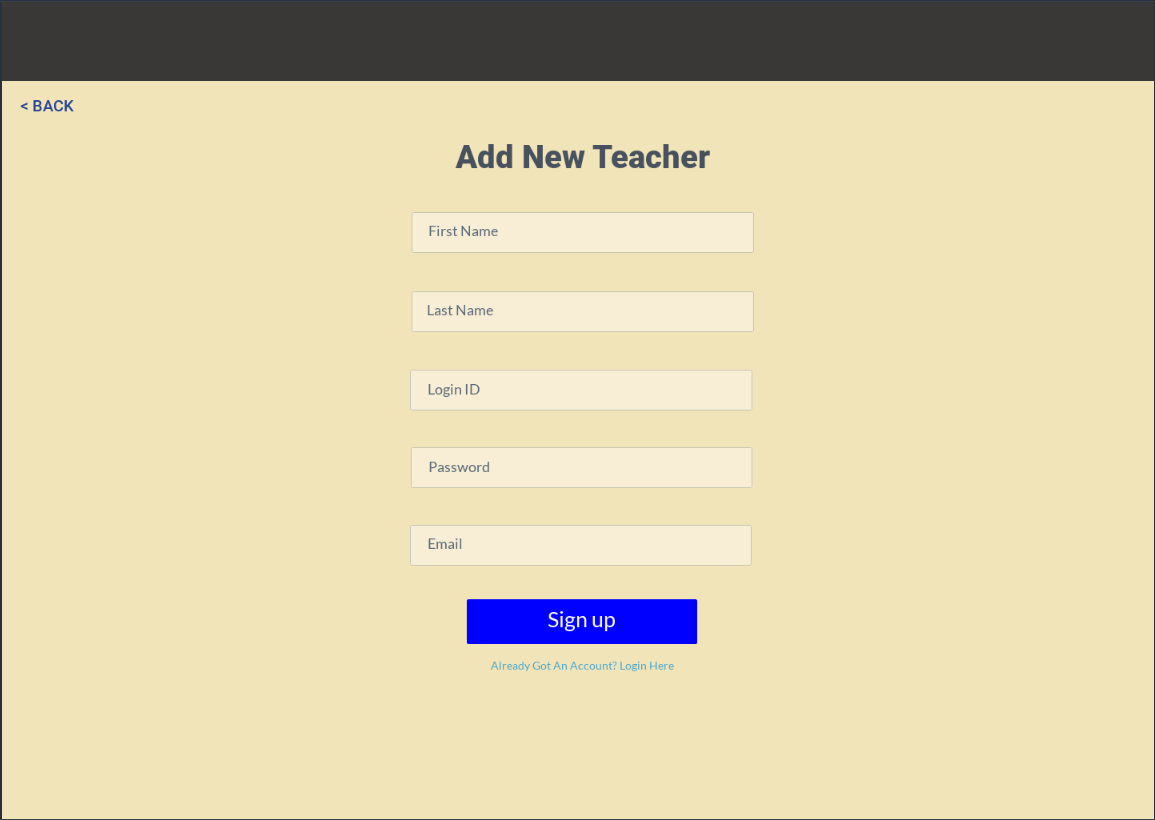 < BACK
Add New Teacher
First Name
Last Name
Login ID
Password
Email
Sign up
Already Got An Account? Login Here